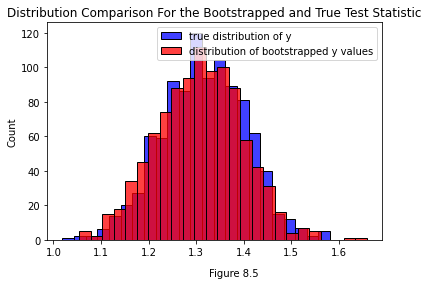 Distribution Comparison For the Bootstrapped and True Test Statistic
true distribution of y
distribution of bootstrapped y values
Count
120
100
80
60
40
20
0
1.0 1.1 1.2 1.3 1.4 1.5 1.6
Figure 8.5